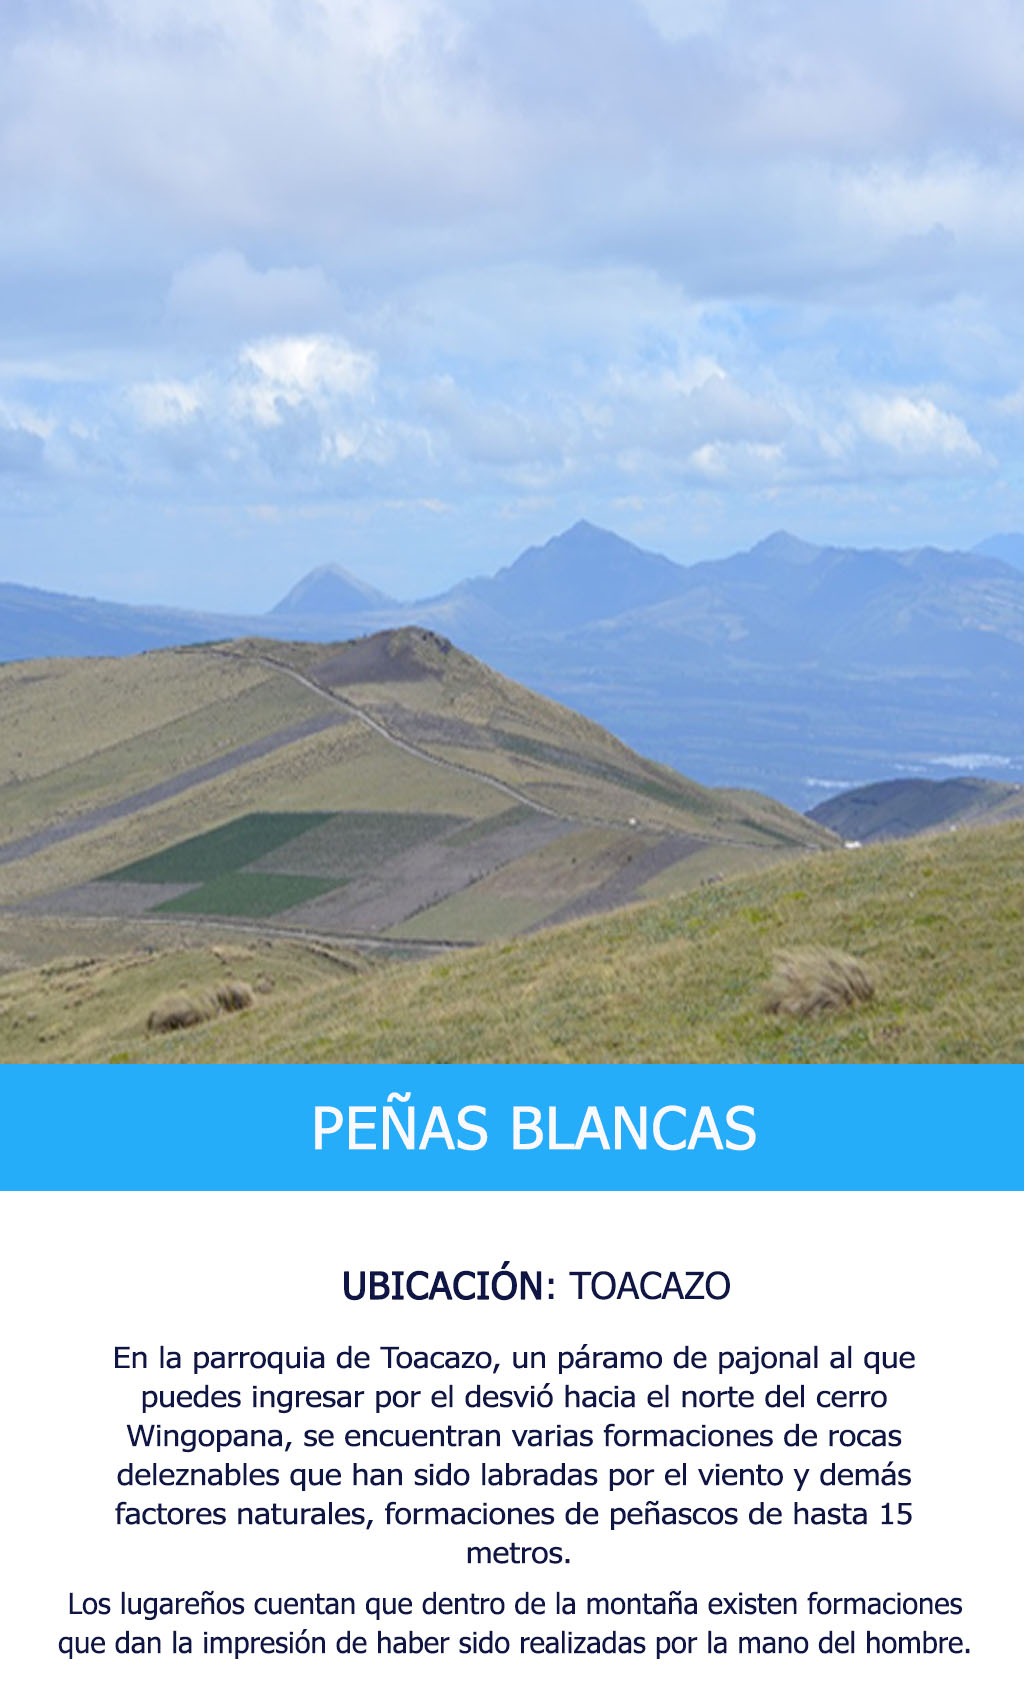 PEÑAS BLANCAS
UBICACIÓN: TOACAZO
En la parroquia de Toacazo, un páramo de pajonal al que
puedes ingresar por el desvió hacia el norte del cerro
Wingopana, se encuentran varias formaciones de rocas
deleznables que han sido labradas por el viento y demás
factores naturales, formaciones de peñascos de hasta 15
metros.
Los lugareños cuentan que dentro de la montaña existen formaciones
que dan la impresión de haber sido realizadas por la mano del hombre.